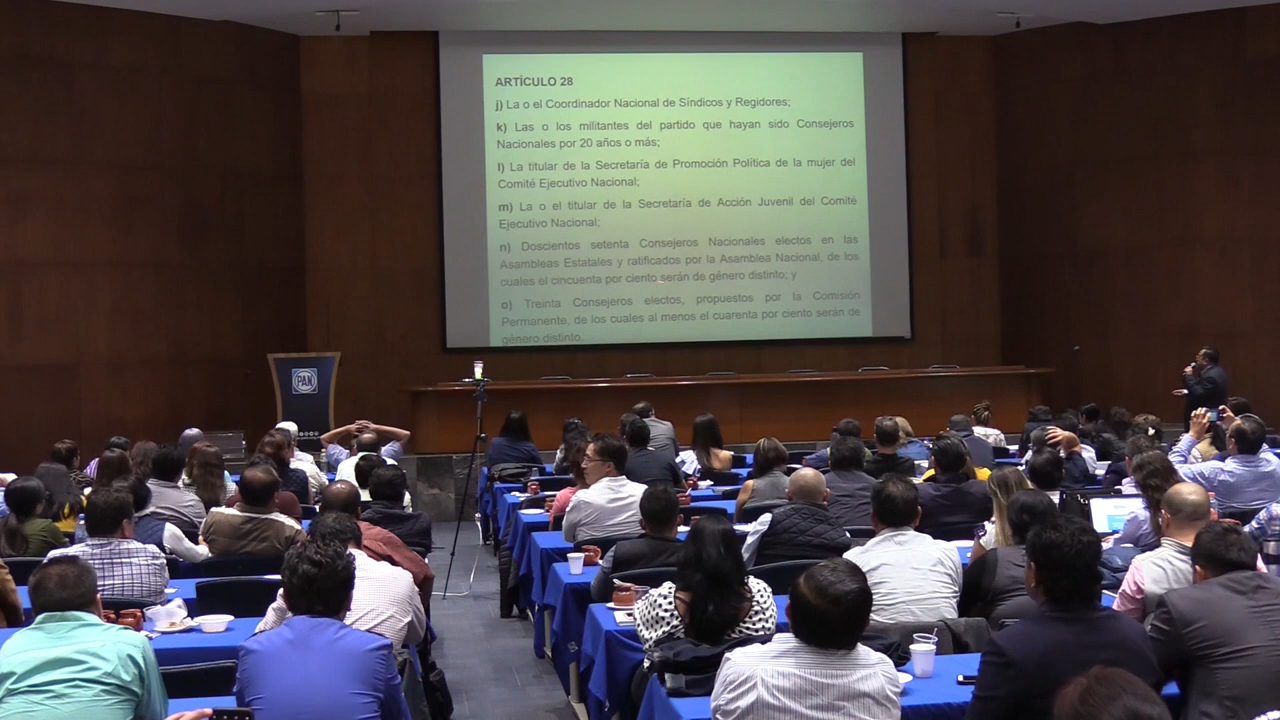 ARTÍCULO 28
j) La o el Coordinador Nacional de Síndicos y Regidores;
k) Las o los militantes del partido que hayan sido Consejeros
Nacionales por 20 años o más;
l) La titular de la Secretaría de Promoción Política de la mujer del
Comité Ejecutivo Nacional;
m) La o el titular de la Secretaría de Acción Juvenil del Comité
Ejecutivo Nacional;
n) Doscientos setenta Consejeros Nacionales electos en las
Asambleas Estatales y ratificados por la Asamblea Nacional, de los
cuales el cincuenta por ciento serán de género distinto; y
o) Treinta Consejeros electos, propuestos por la Comisión
Permanente, de los cuales al menos el cuarenta por ciento serán de
género distinto.
PAN